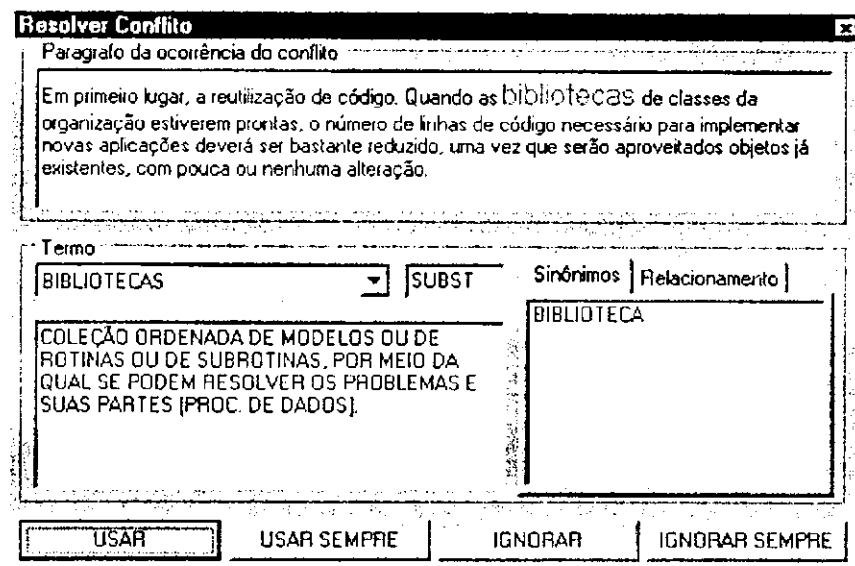 Resolver Conflito
Paragrafo da ocorrência do conflito
Em primeiro lugar, a reutilização de código. Quando as bibliotecas de classes da
organização estiverem prontas, o número de linhas de código necessário para implementar
novas aplicações deverá ser bastante reduzido, uma vez que serão aproveitados objetos já
existentes, com pouca ou nenhuma alteração.
Termo
BIBLIOTECAS SUBST Sinônimos Relacionamento
BIBLIOTECA
COLEÇÃO ORDENADA DE MODELOS OU DE
ROTINAS OU DE SUBROTINAS, POR MEIO DA
QUAL SE PODEM RESOLVER OS PROBLEMAS E
SUAS PARTES (PROC. DE DADOS).
USAR USAR SEMPRE IGNORAR IGNORAR SEMPRE